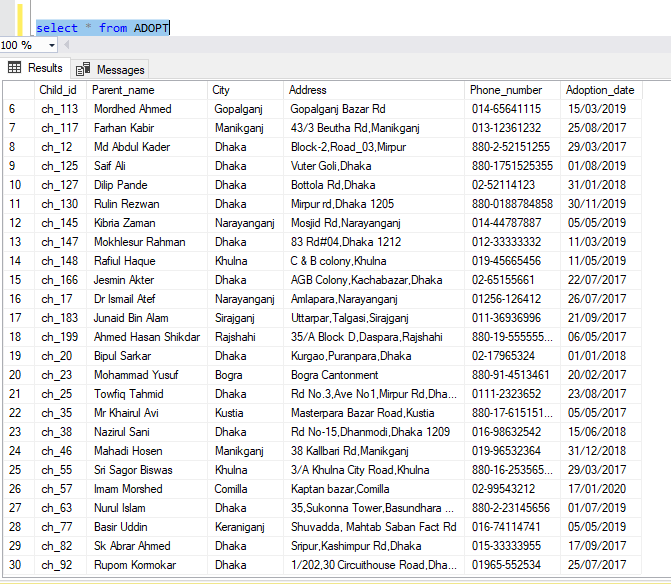 select * from ADOPT
100 %
Results Messages
Child_id Parent_name City Address Phone_number Adoption_date
6 ch_113 Mordhed Ahmed Gopalganj Gopalganj Bazar Rd 014-65641115 15/03/2019
7 ch_117 Farhan Kabir Manikganj 43/3 Beutha Rd,Manikganj 013-12361232 25/08/2017
8 ch_12 Md Abdul Kader Dhaka Block-2,Road_03,Mirpur 880-2-52151255 29/03/2017
9 ch_125 Saif Ali Dhaka Vuter Goli,Dhaka 880-1751525355 01/08/2019
10 ch_127 Dilip Pande Dhaka Bottola Rd,Dhaka 02-52114123 31/01/2018
11 ch_130 Rulin Rezwan Dhaka Mirpur rd,Dhaka 1205 880-0188784858 30/11/2019
12 ch_145 Kibria Zaman Narayanganj Mosjid Rd,Narayanganj 014-44787887 05/05/2019
13 ch_147 Mokhlesur Rahman Dhaka 83 Rd#04,Dhaka 1212 012-33333332 11/03/2019
14 ch_148 Rafiul Haque Khulna C & B colony,Khulna 019-45665456 11/05/2019
15 ch_166 Jesmin Akter Dhaka AGB Colony,Kachabazar,Dhaka 02-65155661 22/07/2017
16 ch_17 Dr Ismail Atef Narayanganj Amlapara,Narayanganj 01256-126412 26/07/2017
17 ch_183 Junaid Bin Alam Sirajganj Uttarpar,Talgasi,Sirajganj 011-36936996 21/09/2017
18 ch_199 Ahmed Hasan Shikdar Rajshahi 35/A Block D,Daspara,Rajshahi 880-19-555555... 06/05/2017
19 ch_20 Bipul Sarkar Dhaka Kurgao,Puranpara,Dhaka 02-17965324 01/01/2018
20 ch_23 Mohammad Yusuf Bogra Bogra Cantonment 880-91-4513461 20/02/2017
21 ch_25 Towfiq Tahmid Dhaka Rd No.3,Ave No1,Mirpur Rd,Dha... 0111-2323652 23/08/2017
22 ch_35 Mr Khairul Avi Kustia Masterpara Bazar Road,Kustia 880-17-615151... 05/05/2017
23 ch_38 Nazirul Sani Dhaka Rd No-15,Dhanmodi,Dhaka 1209 016-98632542 15/06/2018
24 ch_46 Mahadi Hosen Manikganj 38 Kallbari Rd,Manikganj 019-96532364 31/12/2018
25 ch_55 Sri Sagor Biswas Khulna 3/A Khulna City Road,Khulna 880-16-253565... 29/03/2017
26 ch_57 Imam Morshed Comilla Kaptan bazar,Comilla 02-99543212 17/01/2020
27 ch_63 Nurul Islam Dhaka 35,Sukonna Tower,Basundhara ... 880-2-23145656 01/07/2019
28 ch_77 Basir Uddin Keraniganj Shuvadda, Mahtab Saban Fact Rd 016-74114741 05/05/2019
29 ch_82 Sk Abrar Ahmed Dhaka Sripur,Kashimpur Rd,Dhaka 015-33333955 17/09/2017
30 ch_92 Rupom Kormokar Dhaka 1/202,30 Circuithouse Road,Dha... 01965-552534 25/07/2017